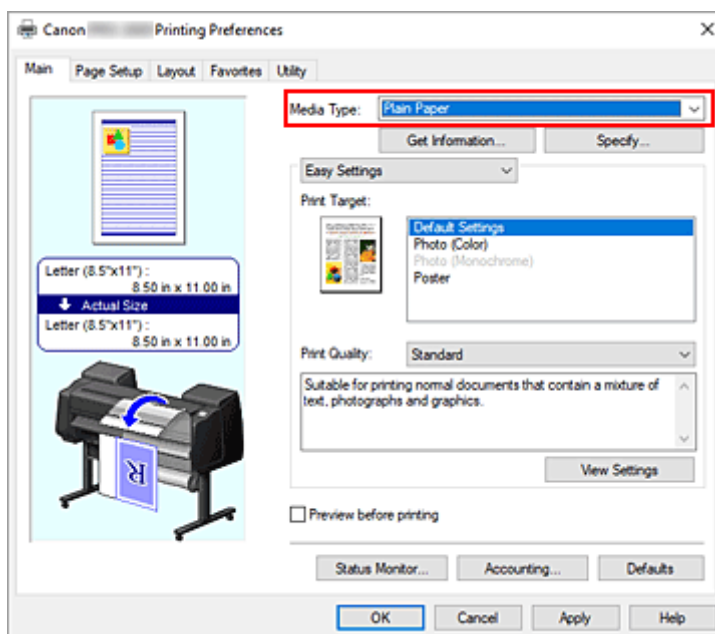 Canon Printing Preferences
Main Page Setup Layout Favorites Utility
Media Type: Plain Paper
Get Information... Specify...
Easy Settings
Print Target:
Default Settings
Photo (Color)
Photo (Monochrome)
Poster
Letter (8.5"x11") :
8.50 in x 11.00 in
Actual Size
Letter (8.5"x11") :
8.50 in x 11.00 in
R
Print Quality: Standard
Suitable for printing normal documents that contain a mixture of
text, photographs and graphics.
View Settings
Preview before printing
Status Monitor... Accounting... Defaults
OK Cancel Apply Help